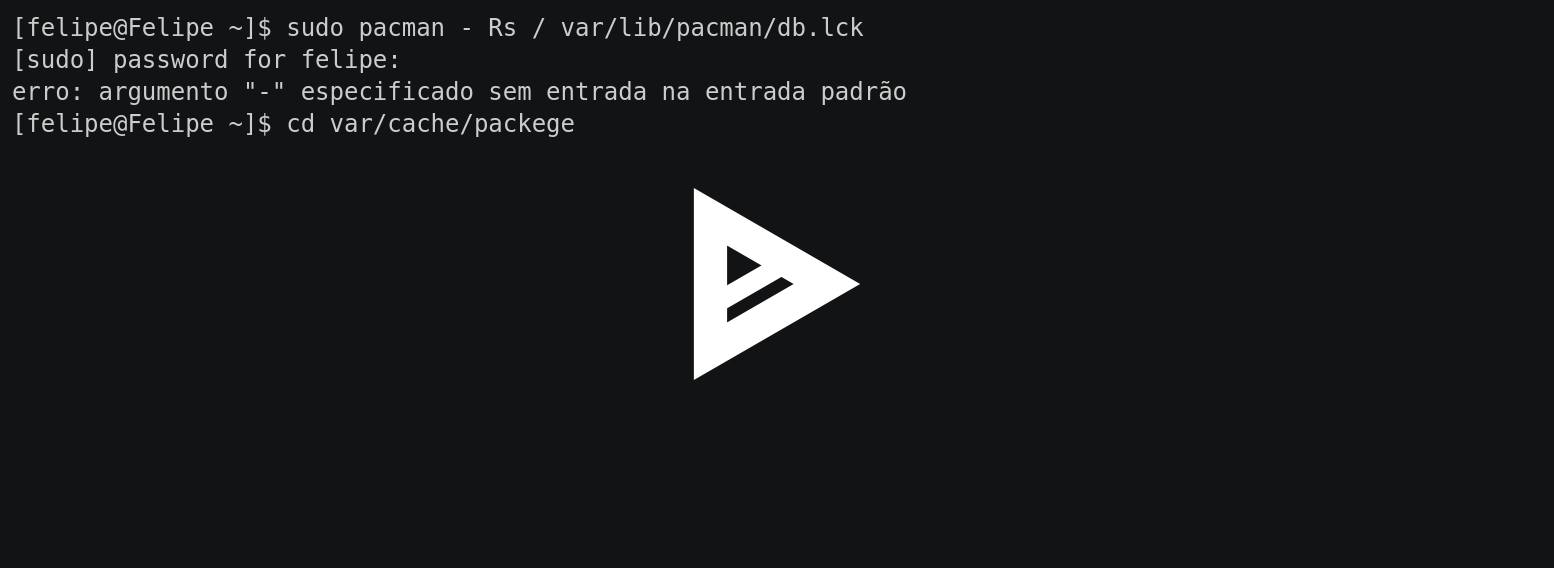 [felipe@Felipe ~]$ sudo pacman - Rs / var/lib/pacman/db.lck
[sudo] password for felipe:
erro: argumento "-" especificado sem entrada na entrada padrão
[felipe@Felipe ~]$ cd var/cache/packege